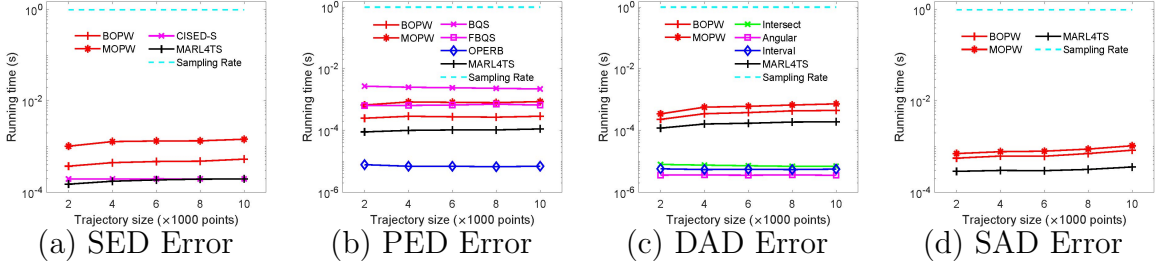 10^0
10^-2
10^-4
Running time (s)
BOPW
MOPW
CISED-S
MARL4TS
Sampling Rate
2 4 6 8 10
Trajectory size (×1000 points)
(a) SED Error
10^0
10^-2
10^-4
10^-6
Running time (s)
BOPW
MOPW
BQS
FBQS
OPERB
MARL4TS
Sampling Rate
2 4 6 8 10
Trajectory size (×1000 points)
(b) PED Error
10^0
10^-2
10^-4
10^-6
Running time (s)
BOPW
MOPW
Intersect
Angular
Interval
MARL4TS
Sampling Rate
2 4 6 8 10
Trajectory size (×1000 points)
(c) DAD Error
10^0
10^-2
10^-4
Running time (s)
BOPW
MOPW
MARL4TS
Sampling Rate
2 4 6 8 10
Trajectory size (×1000 points)
(d) SAD Error